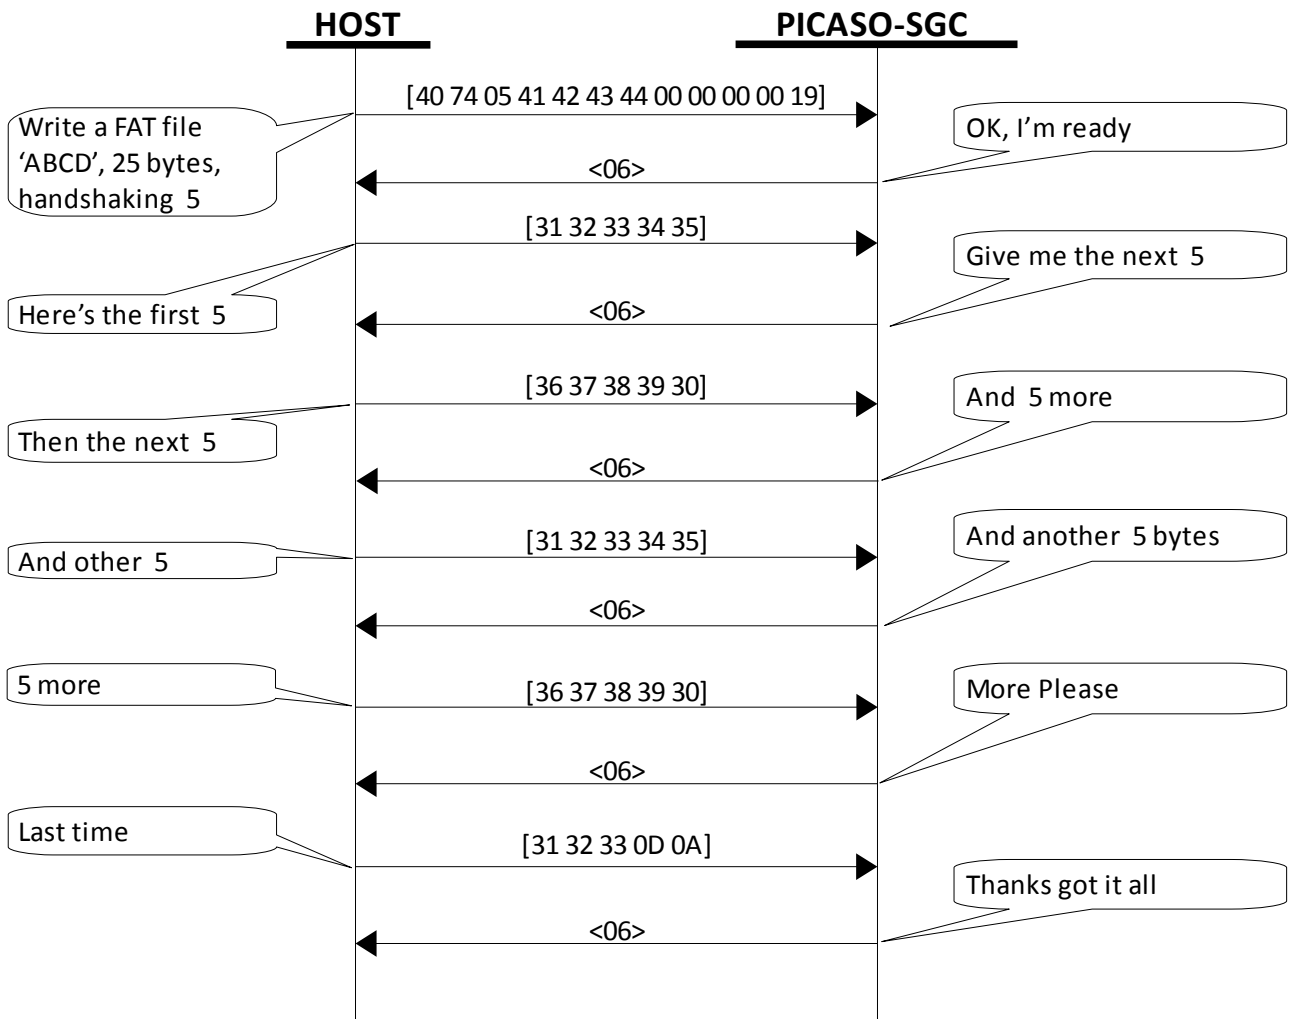 HOST
PICASO-SGC
[40 74 05 41 42 43 44 00 00 00 00 19]
Write a FAT file
‘ABCD’, 25 bytes,
handshaking 5
OK, I’m ready
<06>
[31 32 33 34 35]
Give me the next 5
Here’s the first 5
<06>
[36 37 38 39 30]
And 5 more
Then the next 5
<06>
[31 32 33 34 35]
And another 5 bytes
And other 5
<06>
5 more
[36 37 38 39 30]
More Please
<06>
Last time
[31 32 33 0D 0A]
Thanks got it all
<06>